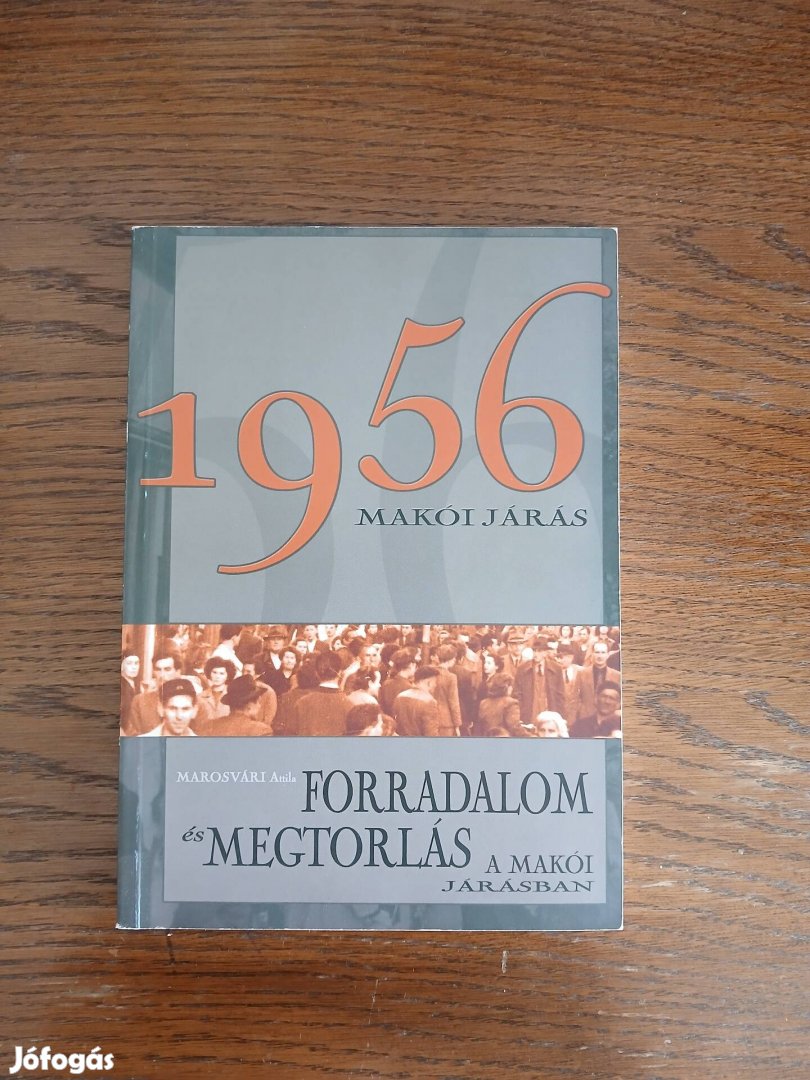 1956
MAKÓI JÁRÁS
MAROSVÁRI Attila FORRADALOM
és MEGTORLÁS A MAKÓI
JÁRÁSBAN
Jófogás